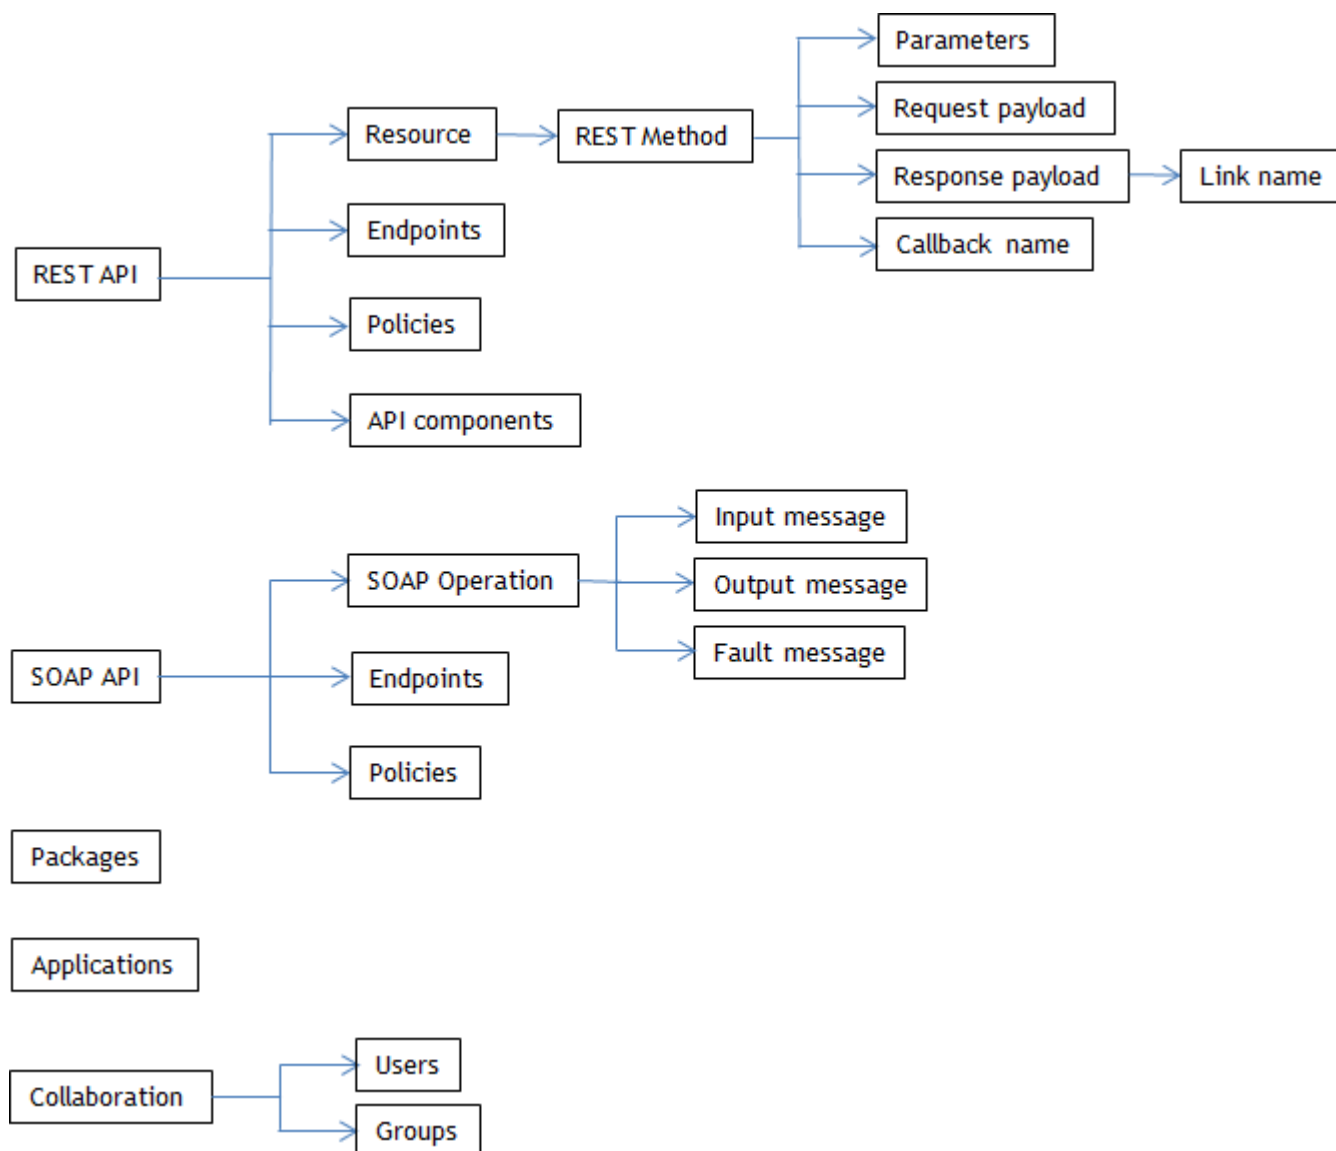 Parameters
Request payload
Resource
REST Method
Response payload
Link name
Endpoints
Callback name
REST API
Policies
API components
Input message
SOAP Operation
Output message
Fault message
SOAP API
Endpoints
Policies
Packages
Applications
Users
Collaboration
Groups